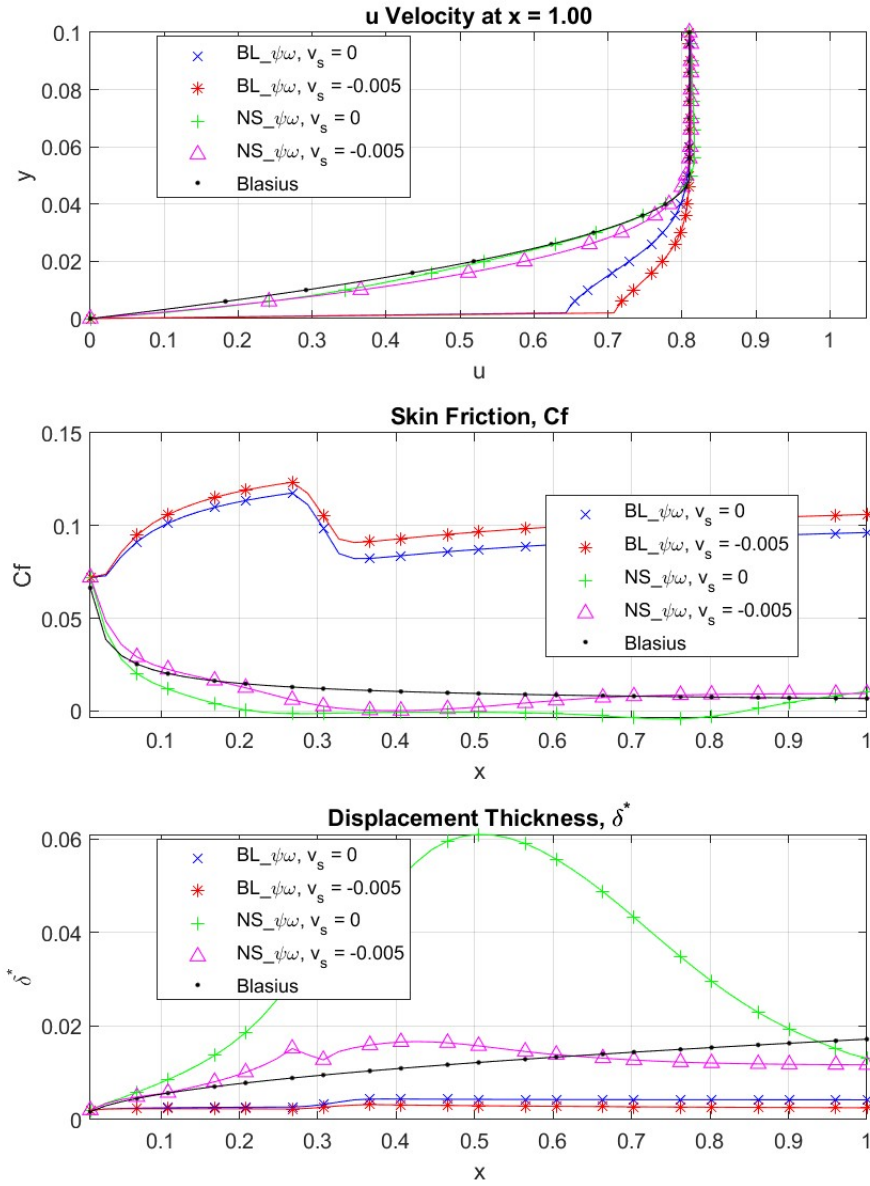 u Velocity at x = 1.00
0.1
0.08
0.06
0.04
0.02
0
y
BL_ψω, v_s = 0
BL_ψω, v_s = -0.005
NS_ψω, v_s = 0
NS_ψω, v_s = -0.005
Blasius
0 0.1 0.2 0.3 0.4 0.5 0.6 0.7 0.8 0.9 1
u
Skin Friction, Cf
0.15
0.10
0.05
0
Cf
BL_ψω, v_s = 0
BL_ψω, v_s = -0.005
NS_ψω, v_s = 0
NS_ψω, v_s = -0.005
Blasius
0.1 0.2 0.3 0.4 0.5 0.6 0.7 0.8 0.9 1
x
Displacement Thickness, δ*
0.06
0.04
0.02
0
δ*
BL_ψω, v_s = 0
BL_ψω, v_s = -0.005
NS_ψω, v_s = 0
NS_ψω, v_s = -0.005
Blasius
0.1 0.2 0.3 0.4 0.5 0.6 0.7 0.8 0.9 1
x